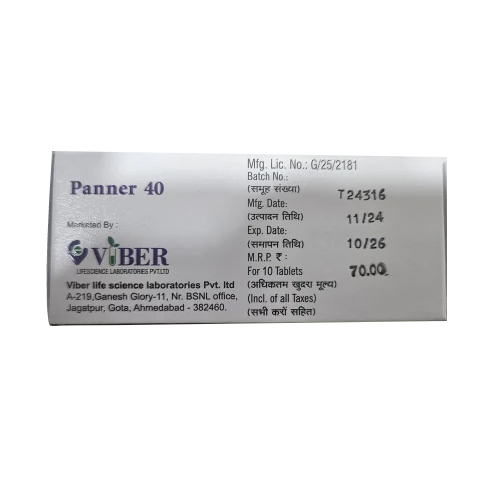 Panner 40
Marketed By :
VIBER
LIFESCIENCE LABORATORIES PVT.LTD
Viber life science laboratories Pvt. ltd
A-219,Ganesh Glory-11, Nr. BSNL office,
Jagatpur, Gota, Ahmedabad - 382460.
Mfg. Lic. No.: G/25/2181
Batch No.:
(समूह संख्या) T24316
Mfg. Date:
(उत्पादन तिथि) 11/24
Exp. Date:
(समापन तिथि) 10/26
M.R.P. ₹ :
For 10 Tablets 70.00
(अधिकतम खुदरा मूल्य)
(Incl. of all Taxes)
(सभी करों सहित)